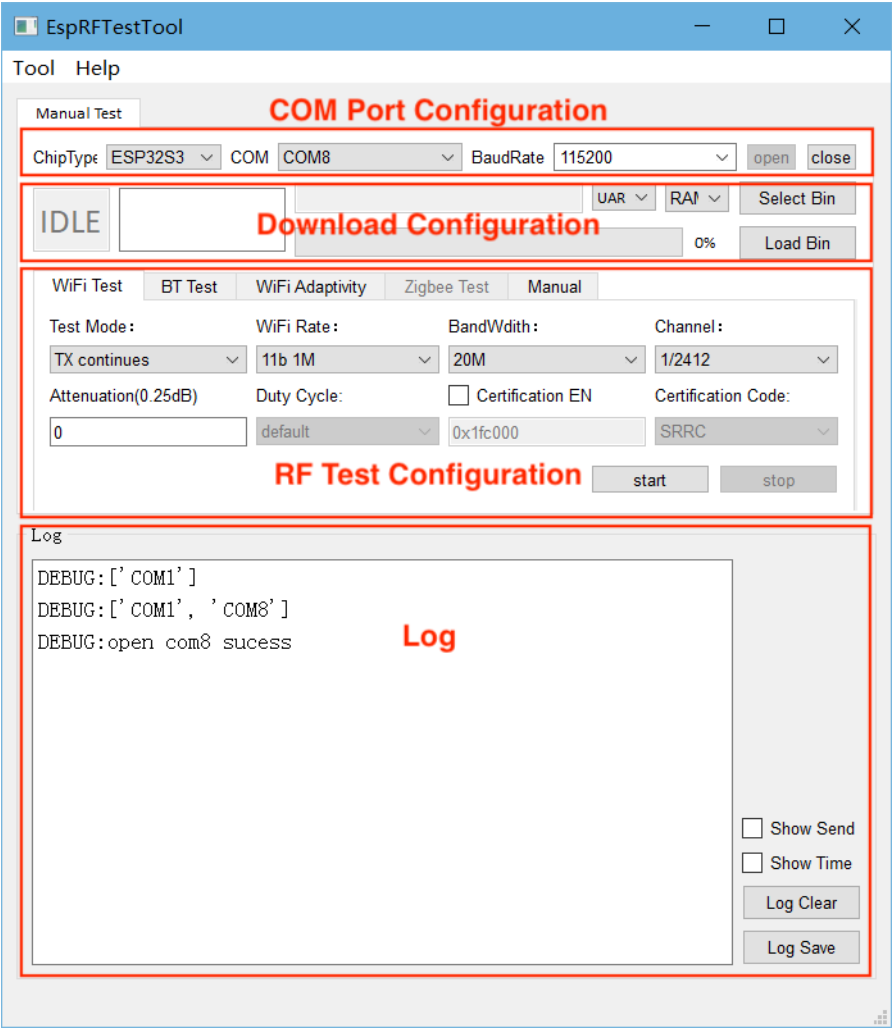 EspRFTestTool
Tool Help
Manual Test
COM Port Configuration
ChipType ESP32S3 COM COM8 BaudRate 115200 open close
IDLE UAR RAM Select Bin
Download Configuration
0% Load Bin
WiFi Test BT Test WiFi Adaptivity Zigbee Test Manual
Test Mode: WiFi Rate: BandWdith: Channel:
TX continues 11b 1M 20M 1/2412
Attenuation(0.25dB) Duty Cycle: Certification EN Certification Code:
0 default 0x1fc000 SRRC
RF Test Configuration start stop
Log
DEBUG:['COM1']
DEBUG:['COM1', 'COM8']
DEBUG:open com8 sucess
Log
Show Send
Show Time
Log Clear
Log Save